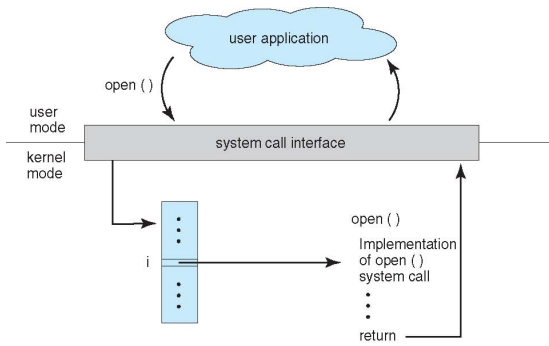 user application
open ( )
user
mode
system call interface
kernel
mode
open ( )
i
Implementation
of open ( )
system call
return